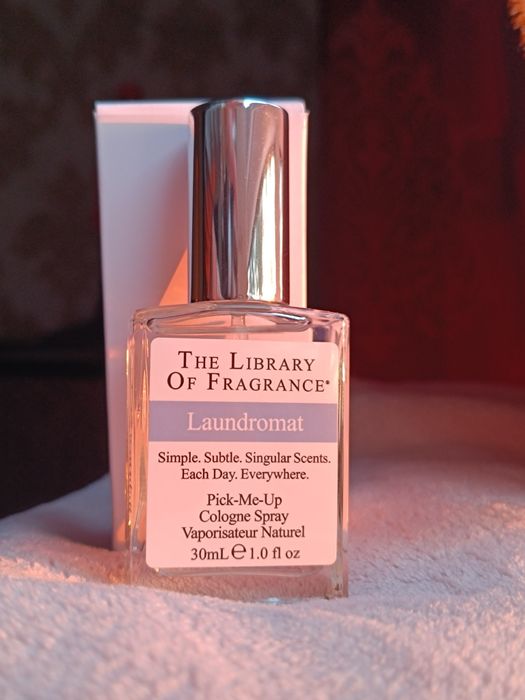 THE LIBRARY
OF FRAGRANCE®
Laundromat
Simple. Subtle. Singular Scents.
Each Day. Everywhere.
Pick-Me-Up
Cologne Spray
Vaporisateur Naturel
30mL ℮ 1.0 fl oz